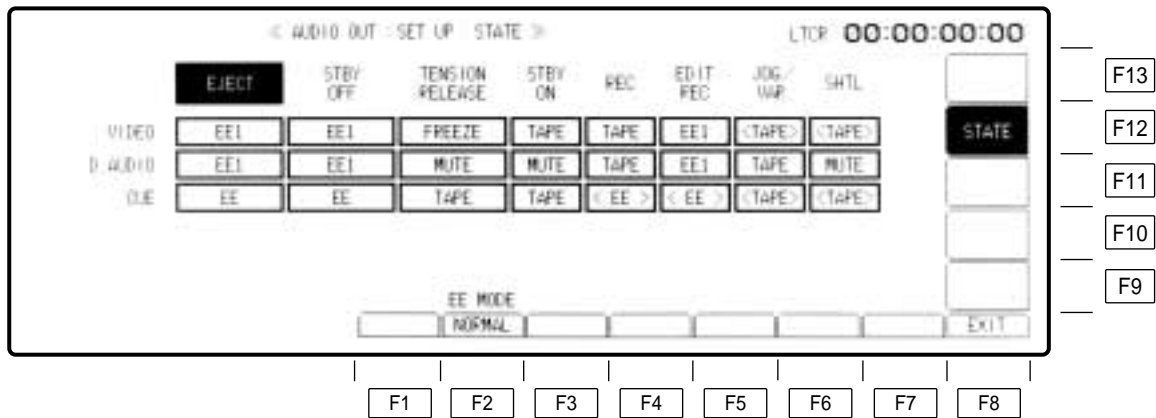 « AUDIO OUT : SET UP STATE » LTCR 00:00:00:00
EJECT STBY OFF TENSION RELEASE STBY ON REC EDIT REC JOG/VAR SHTL
VIDEO EE1 EE1 FREEZE TAPE TAPE EE1 <TAPE> <TAPE>
D AUDIO EE1 EE1 MUTE MUTE TAPE EE1 TAPE MUTE
CUE EE EE TAPE TAPE < EE > < EE > <TAPE> <TAPE>
EE MODE
NORMAL EXIT
STATE
F13
F12
F11
F10
F9
F1 F2 F3 F4 F5 F6 F7 F8